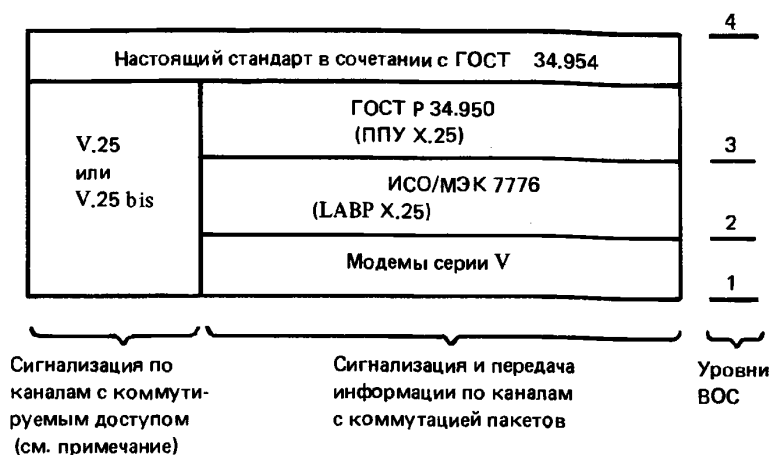 4
Настоящий стандарт в сочетании с ГОСТ 34.954
ГОСТ Р 34.950
(ППУ X.25)
V.25
или
V.25 bis
3
ИСО/МЭК 7776
(LABP X.25)
2
Модемы серии V
1
Сигнализация по
каналам с коммути-
руемым доступом
(см. примечание)
Сигнализация и передача
информации по каналам
с коммутацией пакетов
Уровни
ВОС